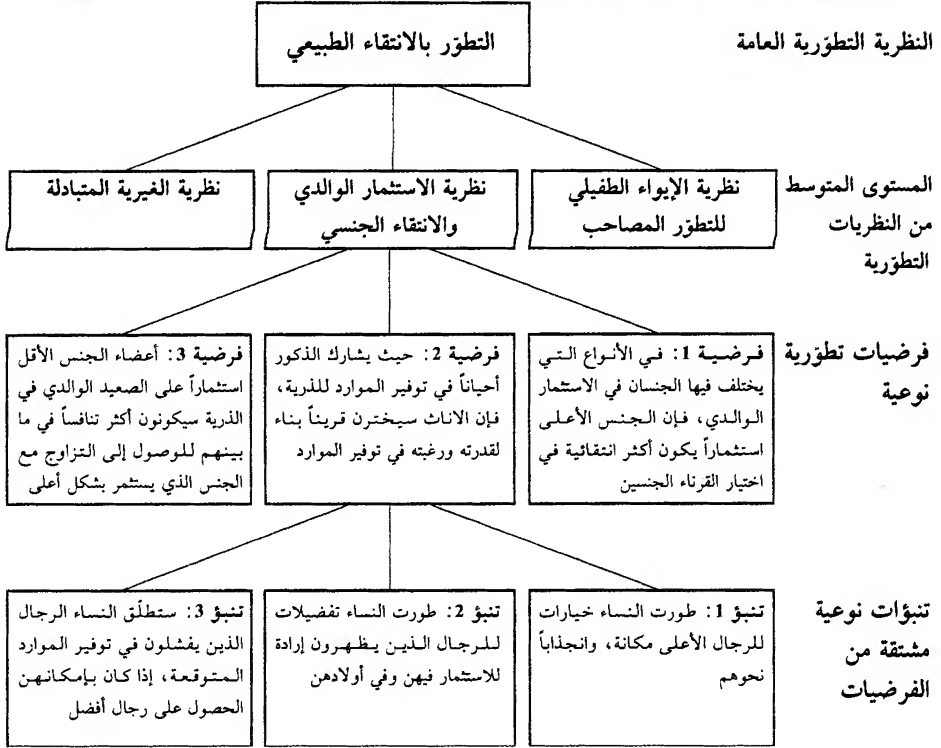 النظرية التطوّرية العامة
التطوّر بالانتقاء الطبيعي
المستوى المتوسط
من النظريات
التطوّرية
نظرية الإيواء الطفيلي
للتطوّر المصاحب
نظرية الاستثمار الوالدي
والانتقاء الجنسي
نظرية الغيرية المتبادلة
فرضيات تطوّرية
نوعية
فرضية 1: في الأنواع التي
يختلف فيها الجنسان في الاستثمار
الوالدي، فإن الجنس الأعلى
استثماراً يكون أكثر انتقائية في
اختيار القرناء الجنسين
فرضية 2: حيث يشارك الذكور
أحياناً في توفير الموارد للذرية،
فإن الاناث سيخترن قريناً بناء
لقدرته ورغبته في توفير الموارد
فرضية 3: أعضاء الجنس الأقل
استثماراً على الصعيد الوالدي في
الذرية سيكونون أكثر تنافساً في ما
بينهم للوصول إلى التزاوج مع
الجنس الذي يستثمر بشكل أعلى
تنبؤات نوعية
مشتقة من
الفرضيات
تنبؤ 1: طورت النساء خيارات
للرجال الأعلى مكانة، وانجذاباً
نحوهم
تنبؤ 2: طورت النساء تفضيلات
للرجال الذين يظهرون إرادة
للاستثمار فيهن وفي أولادهن
تنبؤ 3: ستطلّق النساء الرجال
الذين يفشلون في توفير الموارد
المتوقعة، إذا كان بإمكانهن
الحصول على رجال أفضل